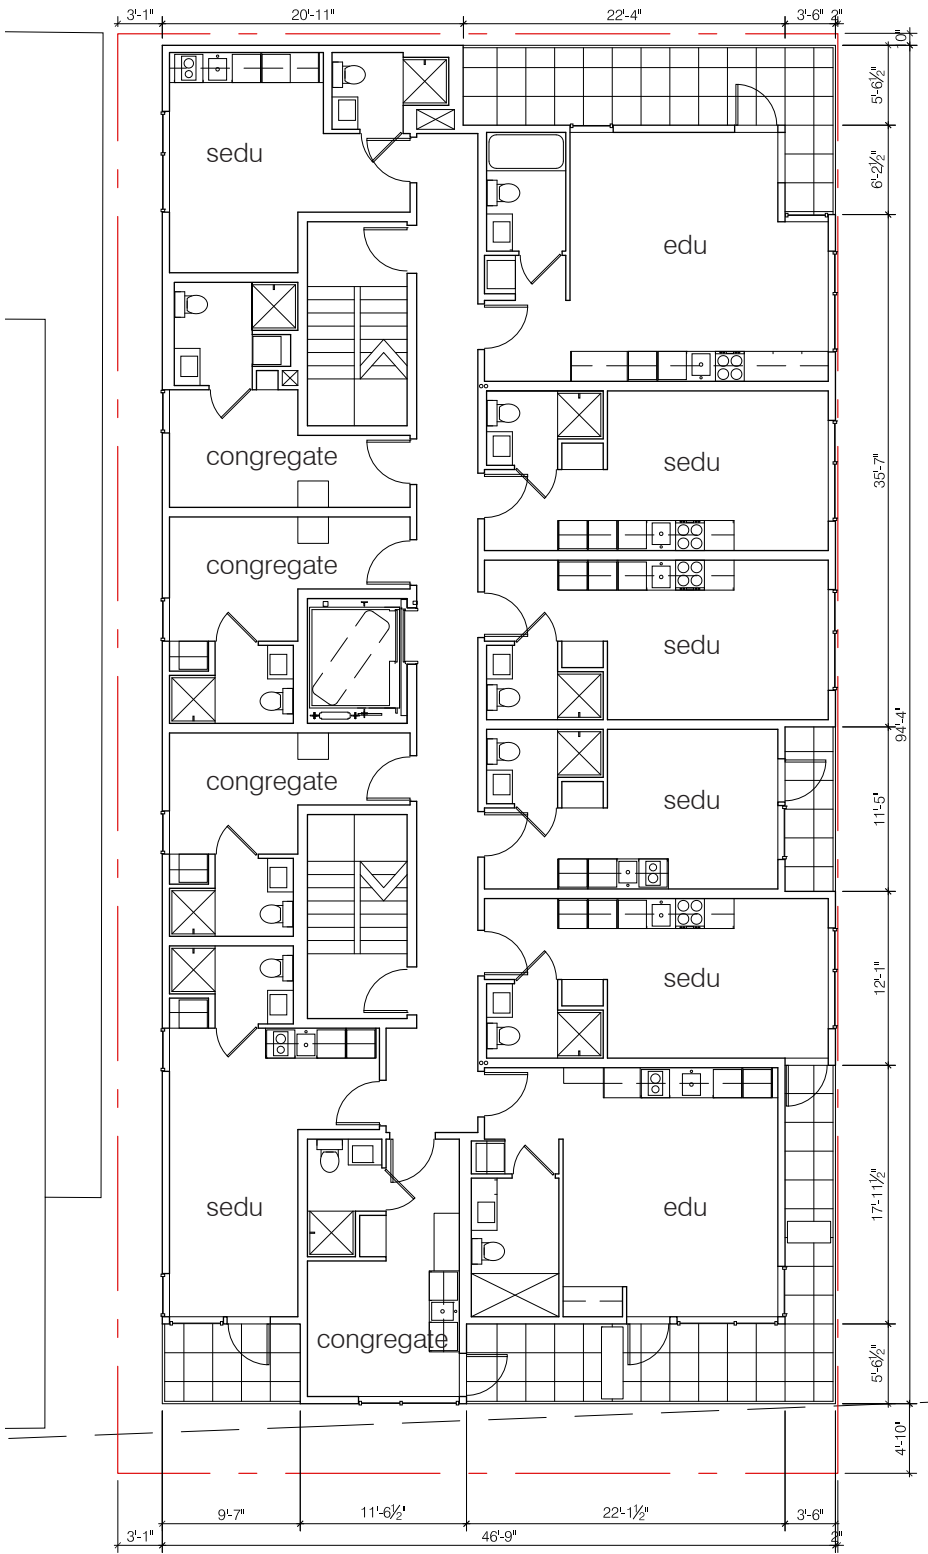 3'-1" 20'-11" 22'-4" 3'-6" 2"
10"
5'-6½"
sedu
6'-2½"
edu
congregate
sedu
35'-7"
congregate
sedu
94'-4"
congregate
sedu
11'-5"
sedu
12'-1"
sedu
edu
17'-11½"
congregate
5'-6½"
4'-10"
9'-7" 11'-6½" 22'-1½" 3'-6"
3'-1" 46'-9" 2"